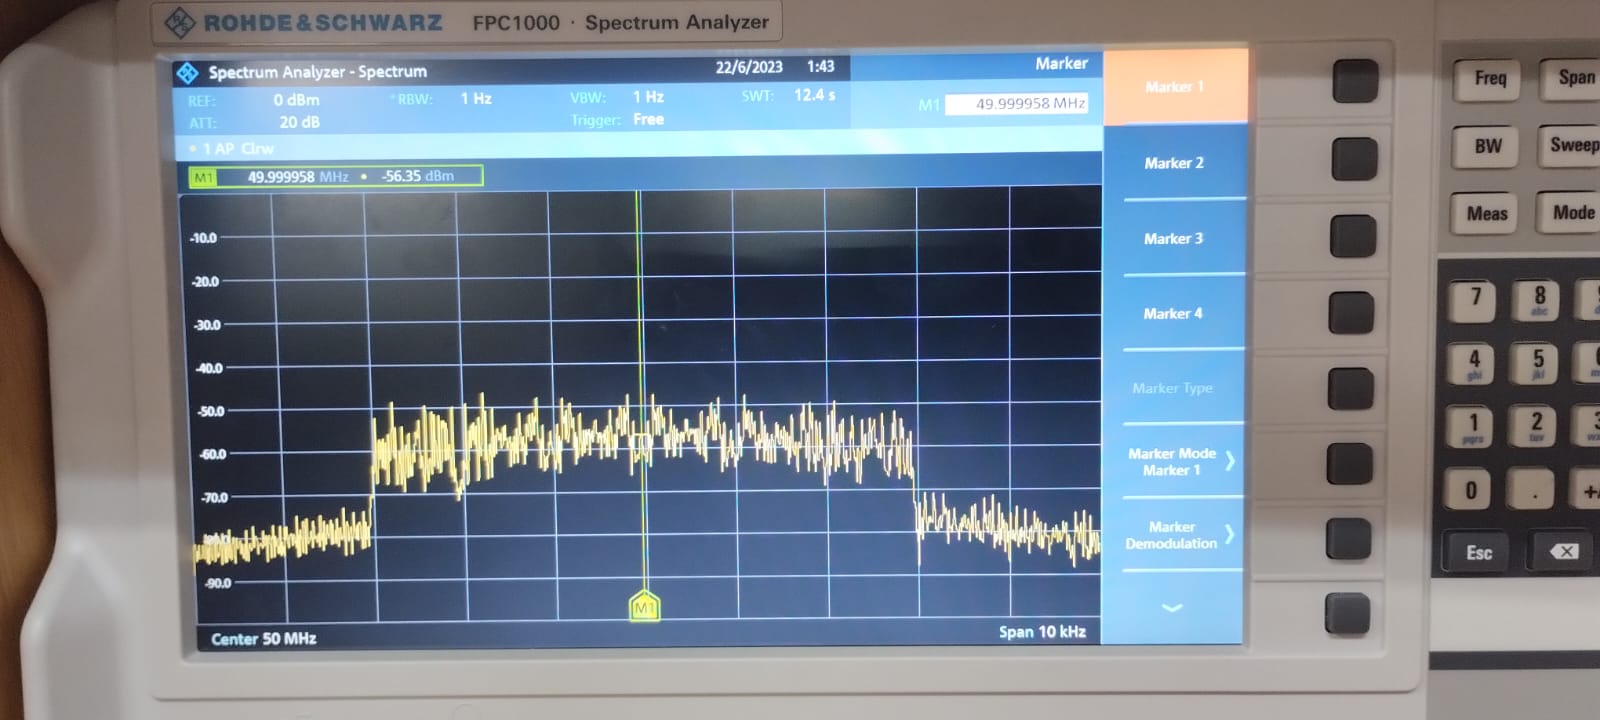 ROHDE & SCHWARZ FPC1000 · Spectrum Analyzer
Spectrum Analyzer - Spectrum 22/6/2023 1:43 Marker
REF: 0 dBm *RBW: 1 Hz VBW: 1 Hz SWT: 12.4 s M1 49.999958 MHz
ATT: 20 dB Trigger: Free
• 1 AP Clrw
M1 49.999958 MHz • -56.35 dBm
-10.0
-20.0
-30.0
-40.0
-50.0
-60.0
-70.0
-90.0
M1
Center 50 MHz Span 10 kHz
Marker 1
Marker 2
Marker 3
Marker 4
Marker Type
Marker Mode
Marker 1
Marker
Demodulation
Freq Span
BW Sweep
Meas Mode
7 8
abc
4 5
ghi jkl
1 2
pqrs tuv
0 .
Esc